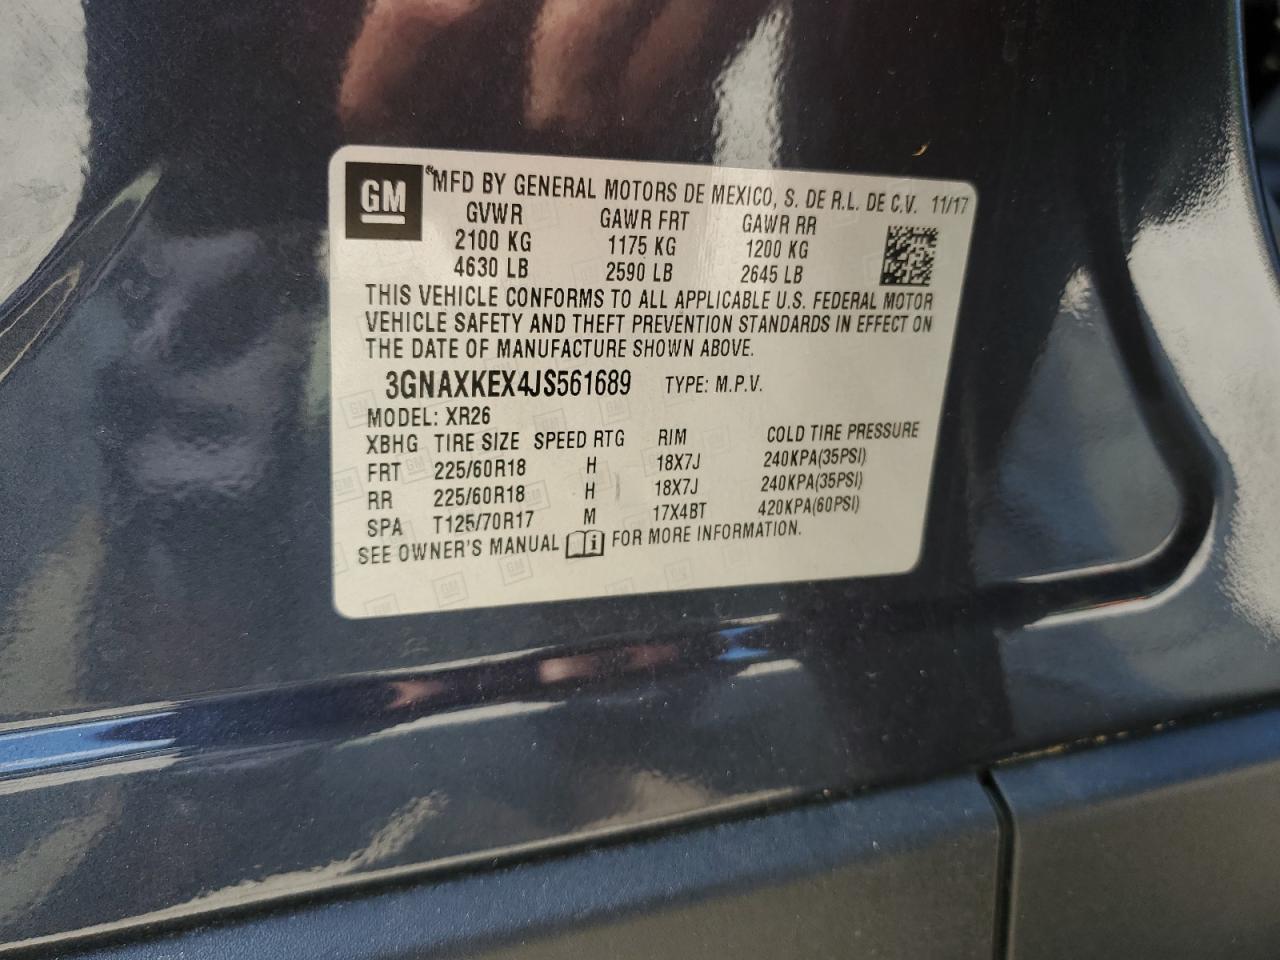 GM
MFD BY GENERAL MOTORS DE MEXICO, S. DE R.L. DE C.V. 11/17
GVWR GAWR FRT GAWR RR
2100 KG 1175 KG 1200 KG
4630 LB 2590 LB 2645 LB
THIS VEHICLE CONFORMS TO ALL APPLICABLE U.S. FEDERAL MOTOR
VEHICLE SAFETY AND THEFT PREVENTION STANDARDS IN EFFECT ON
THE DATE OF MANUFACTURE SHOWN ABOVE.
3GNAXKEX4JS561689 TYPE: M.P.V.
MODEL: XR26
XBHG TIRE SIZE SPEED RTG RIM COLD TIRE PRESSURE
FRT 225/60R18 H 18X7J 240KPA(35PSI)
RR 225/60R18 H 18X7J 240KPA(35PSI)
SPA T125/70R17 M 17X4BT 420KPA(60PSI)
SEE OWNER'S MANUAL i FOR MORE INFORMATION.